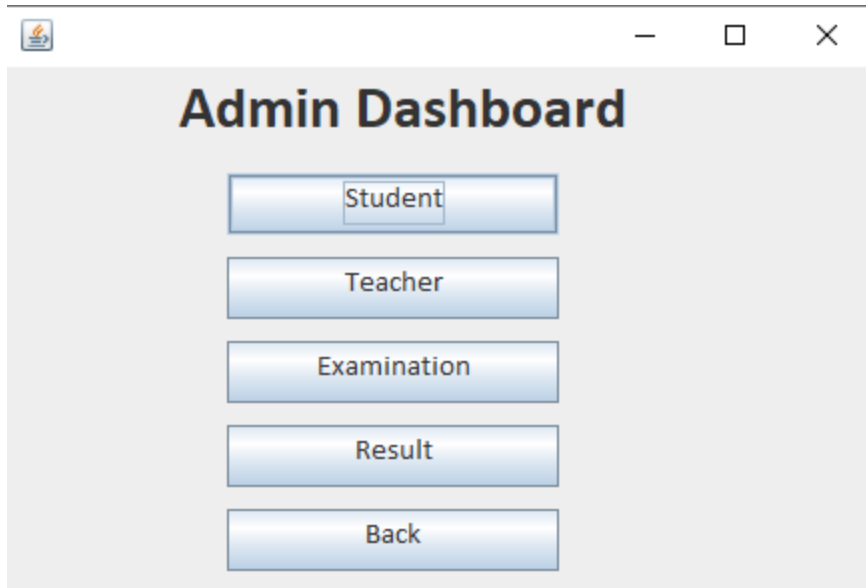 Admin Dashboard
Student
Teacher
Examination
Result
Back